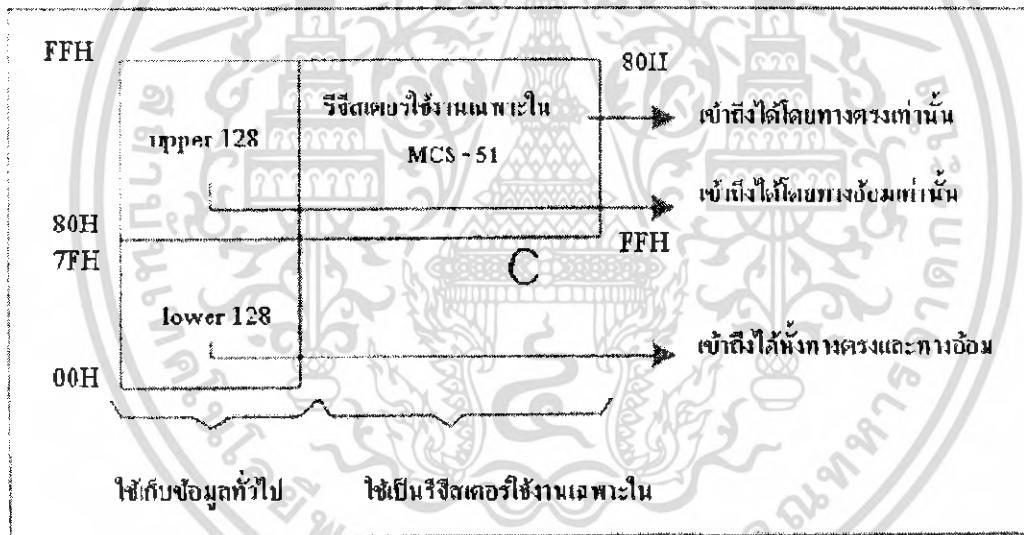 FFH
80H
รีจีสเตอร์ใช้งานเฉพาะใน
MCS - 51
เข้าถึงได้โดยทางตรงเท่านั้น
upper 128
เข้าถึงได้โดยทางอ้อมเท่านั้น
80H
7FH
FFH
C
lower 128
เข้าถึงได้ทั้งทางตรงและทางอ้อม
00H
ใช้เก็บข้อมูลทั่วไป
ใช้เป็นรีจีสเตอร์ใช้งานเฉพาะใน